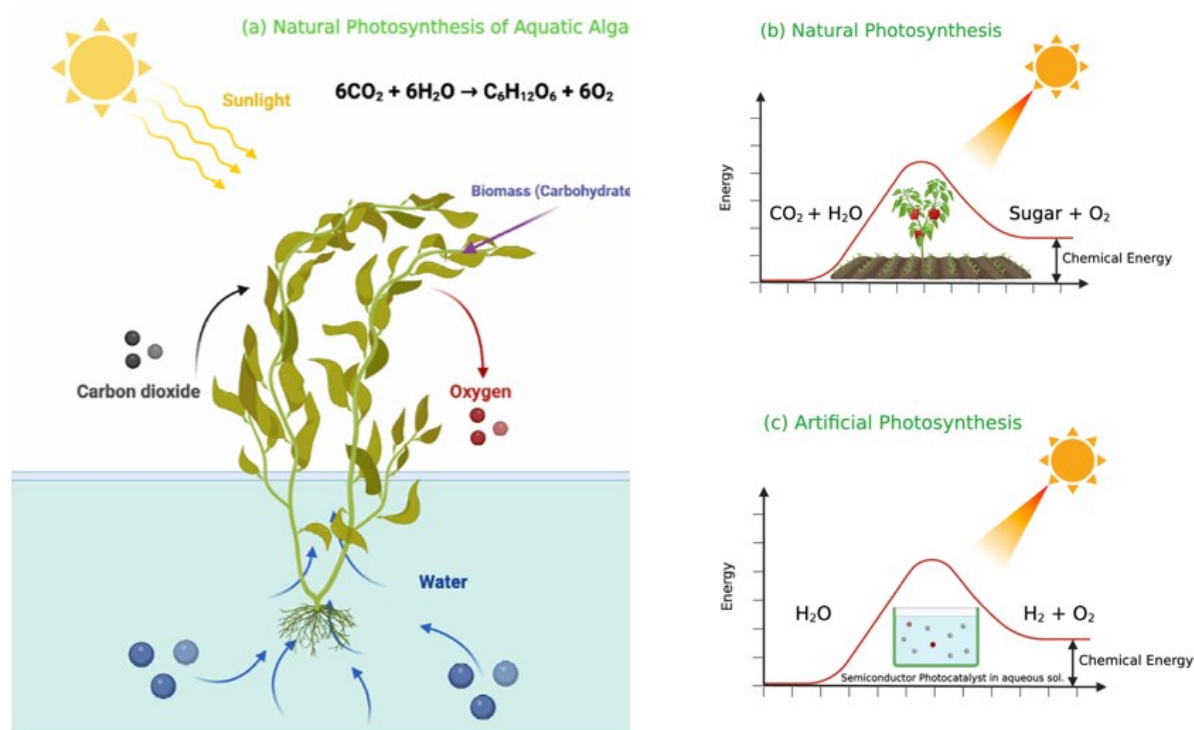 (a) Natural Photosynthesis of Aquatic Alga
Sunlight
6CO₂ + 6H₂O → C₆H₁₂O₆ + 6O₂
Biomass (Carbohydrate
Carbon dioxide
Oxygen
Water
(b) Natural Photosynthesis
Energy
CO₂ + H₂O
Sugar + O₂
Chemical Energy
(c) Artificial Photosynthesis
Energy
H₂O
H₂ + O₂
Chemical Energy
Semiconductor Photocatalyst in aqueous sol.